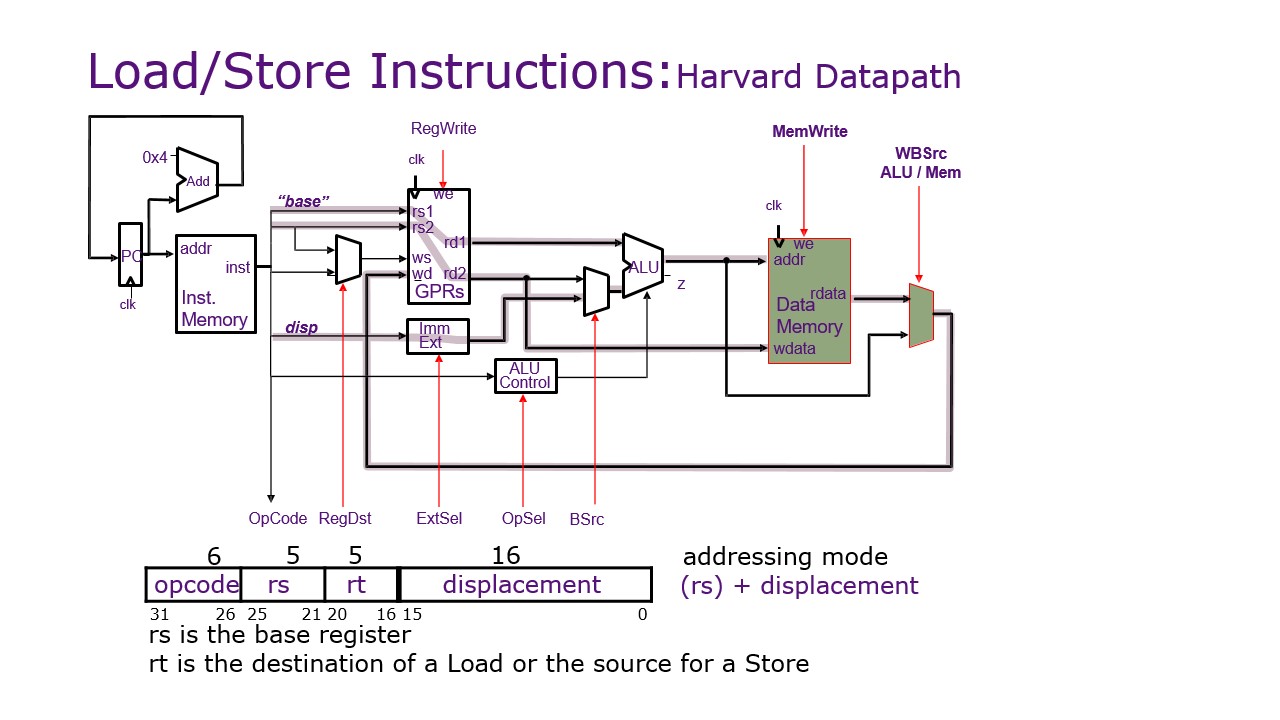 Load/Store Instructions: Harvard Datapath
RegWrite
MemWrite
WBSrc
ALU / Mem
0x4
Add
clk
“base”
we
rs1
rs2
rd1
ws
wd
rd2
GPRs
PC
clk
addr
inst
Inst.
Memory
disp
Imm
Ext
ALU
z
ALU
Control
clk
we
addr
rdata
Data
Memory
wdata
OpCode
RegDst
ExtSel
OpSel
BSrc
6 5 5 16
opcode rs rt displacement
31 26 25 21 20 16 15 0
addressing mode
(rs) + displacement
rs is the base register
rt is the destination of a Load or the source for a Store